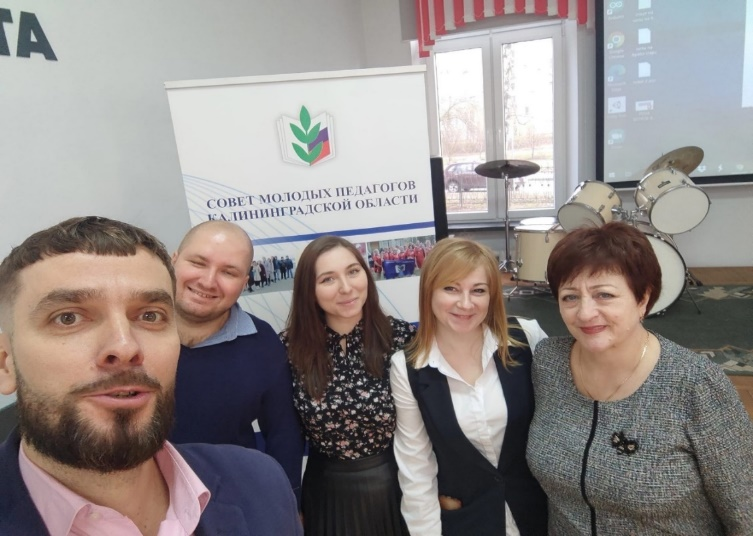 ТА
СОВЕТ МОЛОДЫХ ПЕДАГОГОВ
КАЛИНИНГРАДСКОЙ ОБЛАСТИ